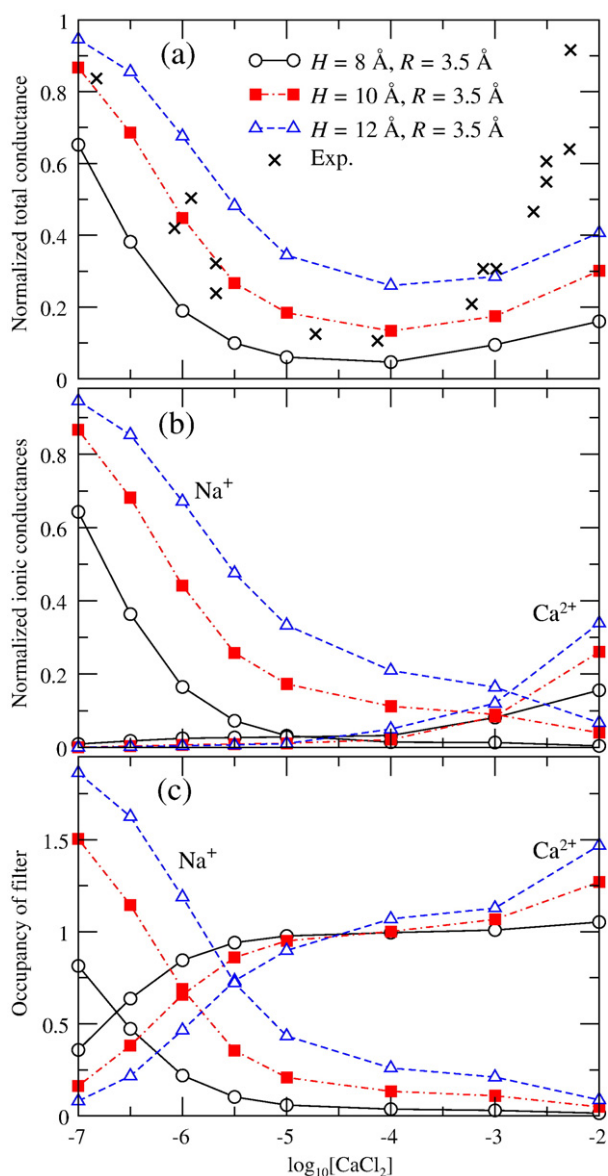 (a)
H = 8 Å, R = 3.5 Å
H = 10 Å, R = 3.5 Å
H = 12 Å, R = 3.5 Å
Exp.
Normalized total conductance
1
0.8
0.6
0.4
0.2
0
(b)
Na⁺
Ca²⁺
Normalized ionic conductances
0.8
0.6
0.4
0.2
0
(c)
Na⁺
Ca²⁺
Occupancy of filter
1.5
1
0.5
0
-7 -6 -5 -4 -3 -2
log₁₀[CaCl₂]